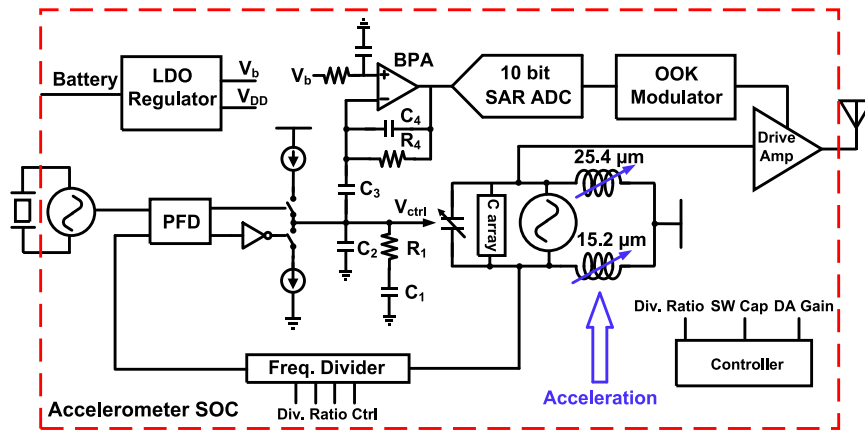 Battery
LDO
Regulator
V_b
V_DD
V_b
BPA
+
−
C_4
R_4
C_3
10 bit
SAR ADC
OOK
Modulator
Drive
Amp
25.4 μm
15.2 μm
PFD
V_ctrl
C array
C_2
R_1
C_1
Freq. Divider
Div. Ratio Ctrl
Acceleration
Div. Ratio SW Cap DA Gain
Controller
Accelerometer SOC